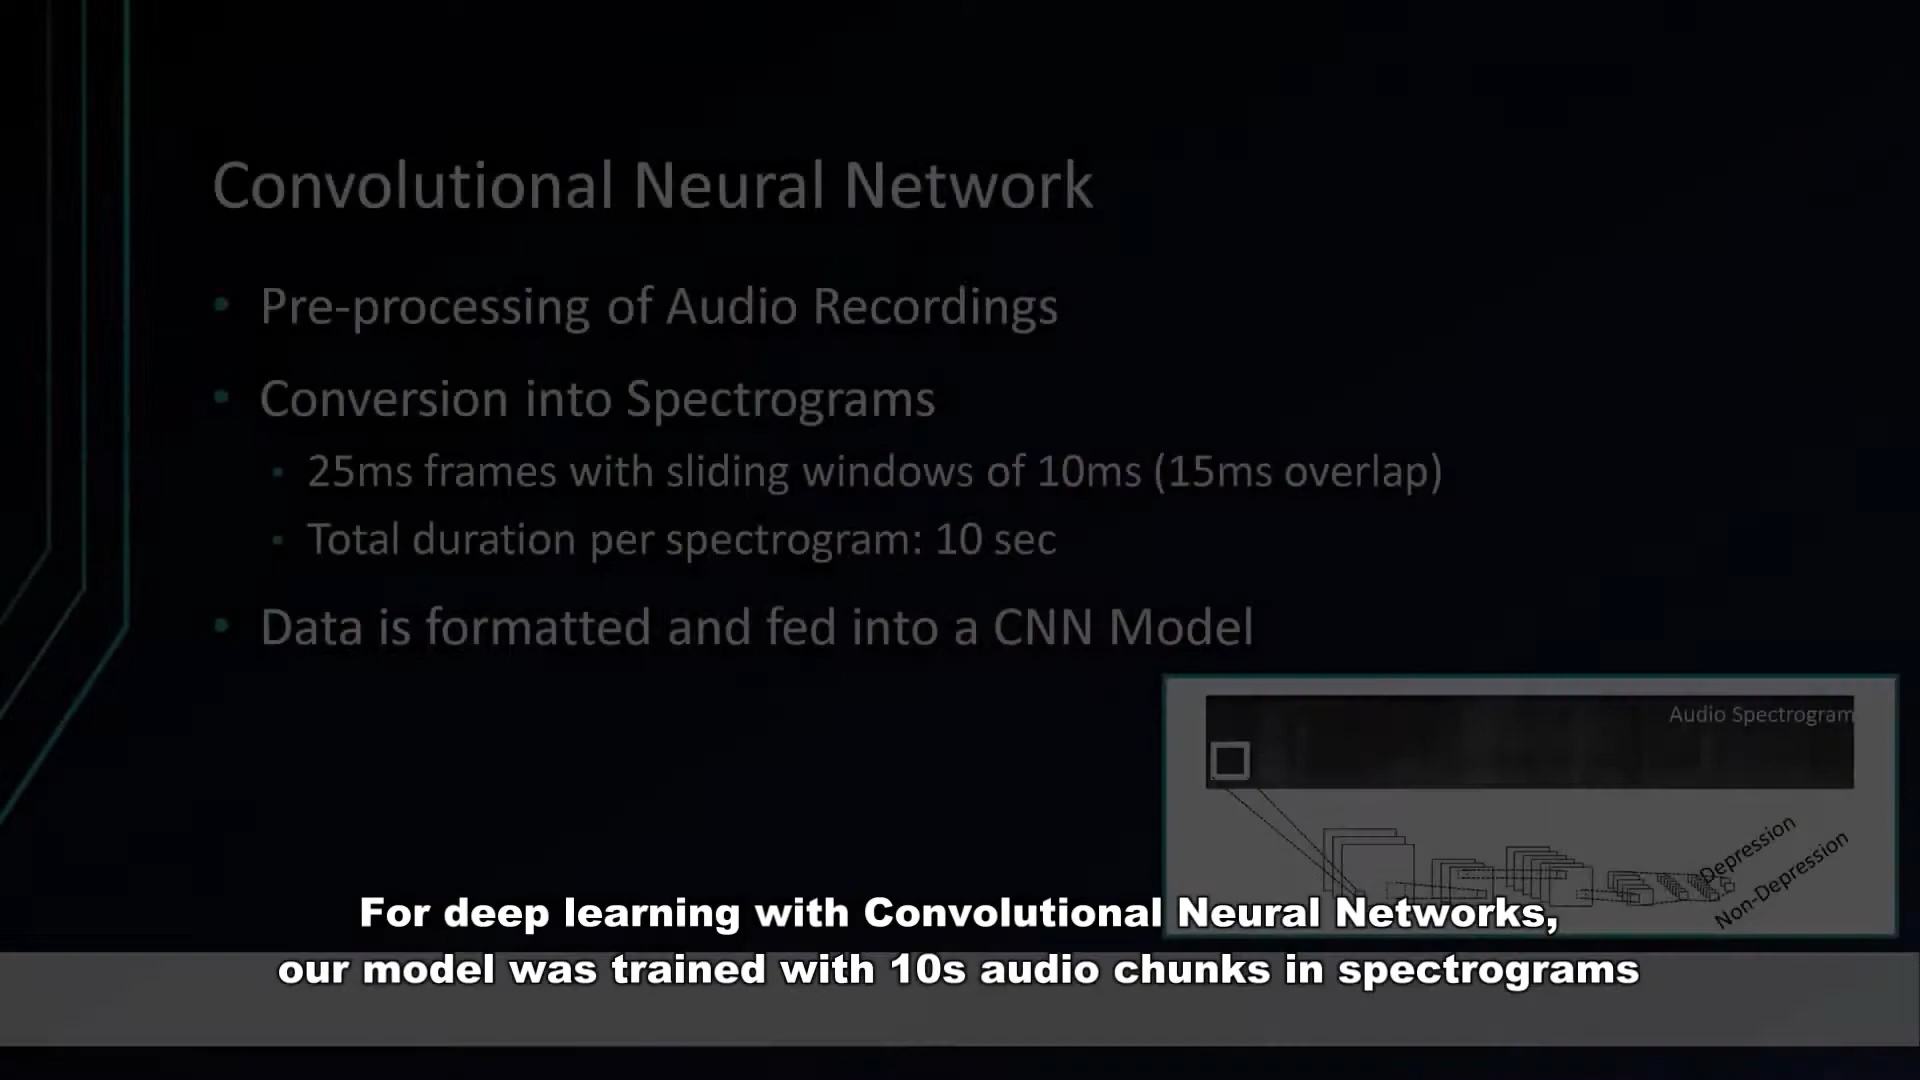 Convolutional Neural Network
• Pre-processing of Audio Recordings
• Conversion into Spectrograms
▪ 25ms frames with sliding windows of 10ms (15ms overlap)
▪ Total duration per spectrogram: 10 sec
• Data is formatted and fed into a CNN Model
Audio Spectrogram
Depression
Non-Depression
For deep learning with Convolutional Neural Networks,
our model was trained with 10s audio chunks in spectrograms